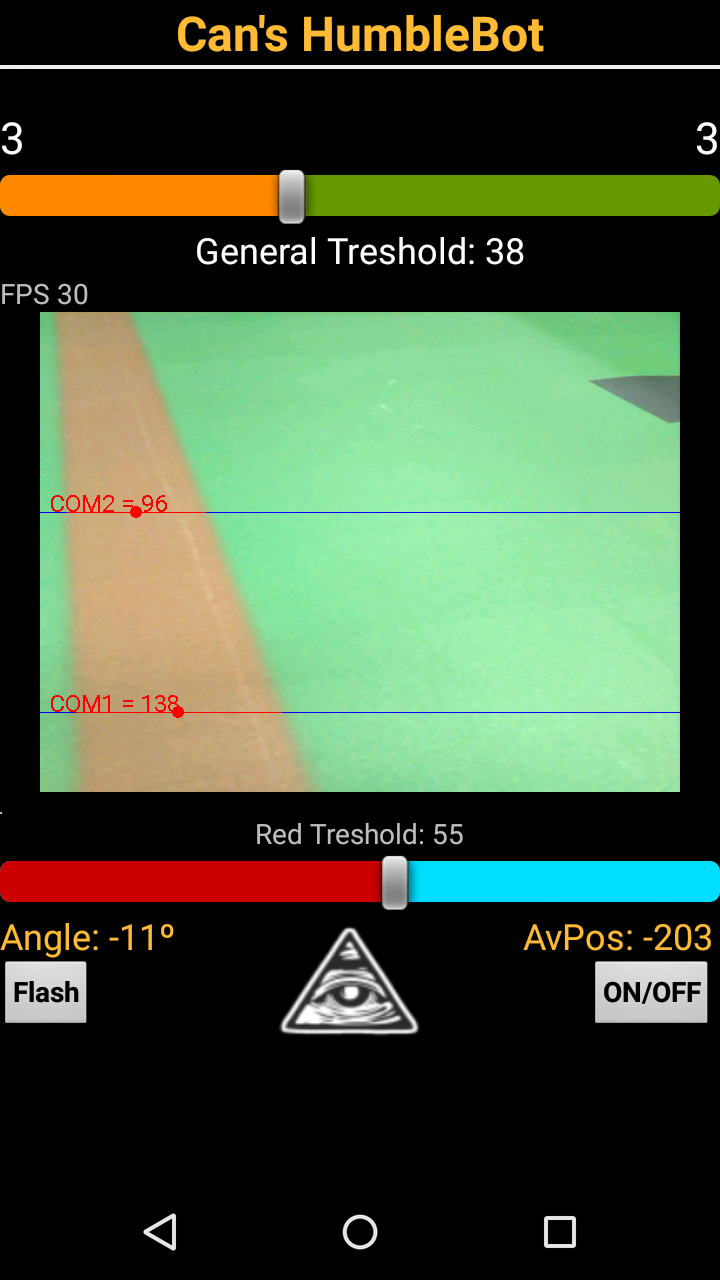 Can's HumbleBot
3 3
General Treshold: 38
FPS 30
COM2 = 96
COM1 = 138
Red Treshold: 55
Angle: -11º AvPos: -203
Flash ON/OFF